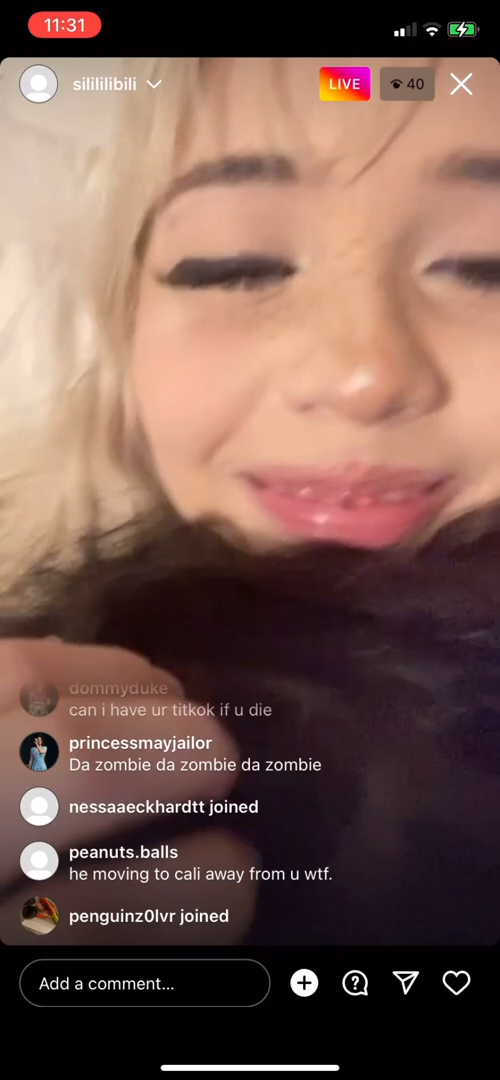 11:31
silililibili
LIVE
40
dommyduke
can i have ur titkok if u die
princessmayjailor
Da zombie da zombie da zombie
nessaaeckhardtt joined
peanuts.balls
he moving to cali away from u wtf.
penguinz0lvr joined
Add a comment...